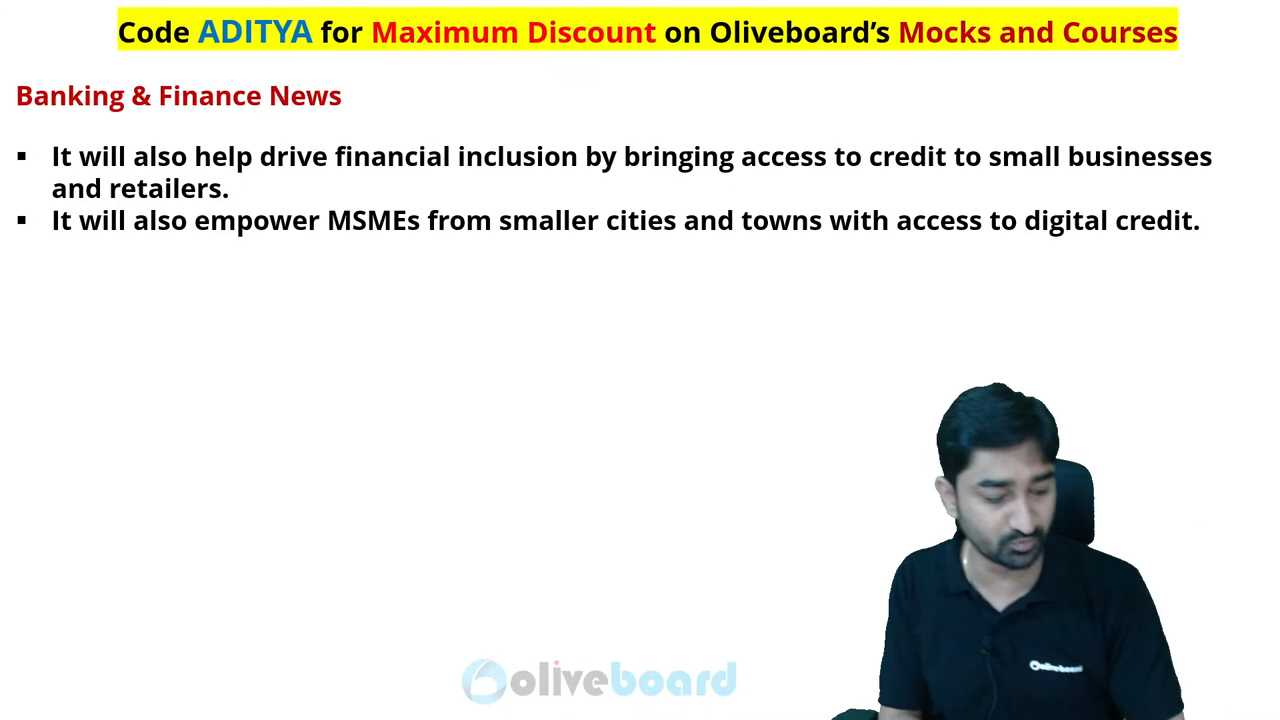 Code ADITYA for Maximum Discount on Oliveboard’s Mocks and Courses
Banking & Finance News
▪ It will also help drive financial inclusion by bringing access to credit to small businesses
and retailers.
▪ It will also empower MSMEs from smaller cities and towns with access to digital credit.
oliveboard
oliveboard